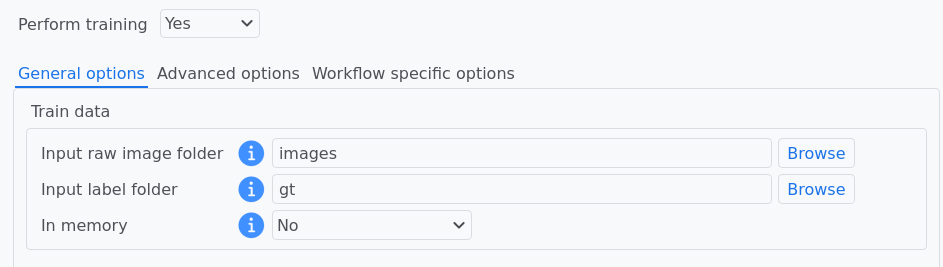 Perform training Yes
General options Advanced options Workflow specific options
Train data
Input raw image folder i images Browse
Input label folder i gt Browse
In memory i No